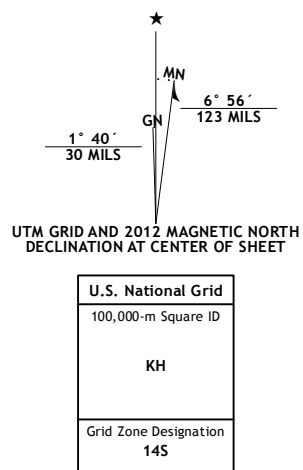 ★
MN
GN
6° 56´
123 MILS
1° 40´
30 MILS
UTM GRID AND 2012 MAGNETIC NORTH
DECLINATION AT CENTER OF SHEET
U.S. National Grid
100,000-m Square ID
KH
Grid Zone Designation
14S